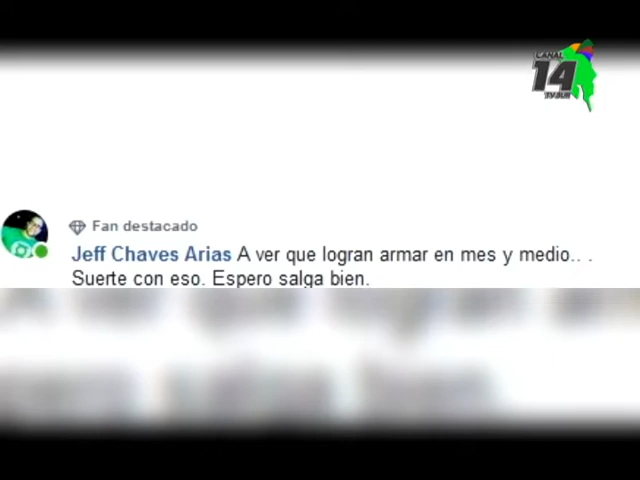 CANAL
14
TV SUR
Fan destacado
Jeff Chaves Arias A ver que logran armar en mes y medio.. .
Suerte con eso. Espero salga bien.